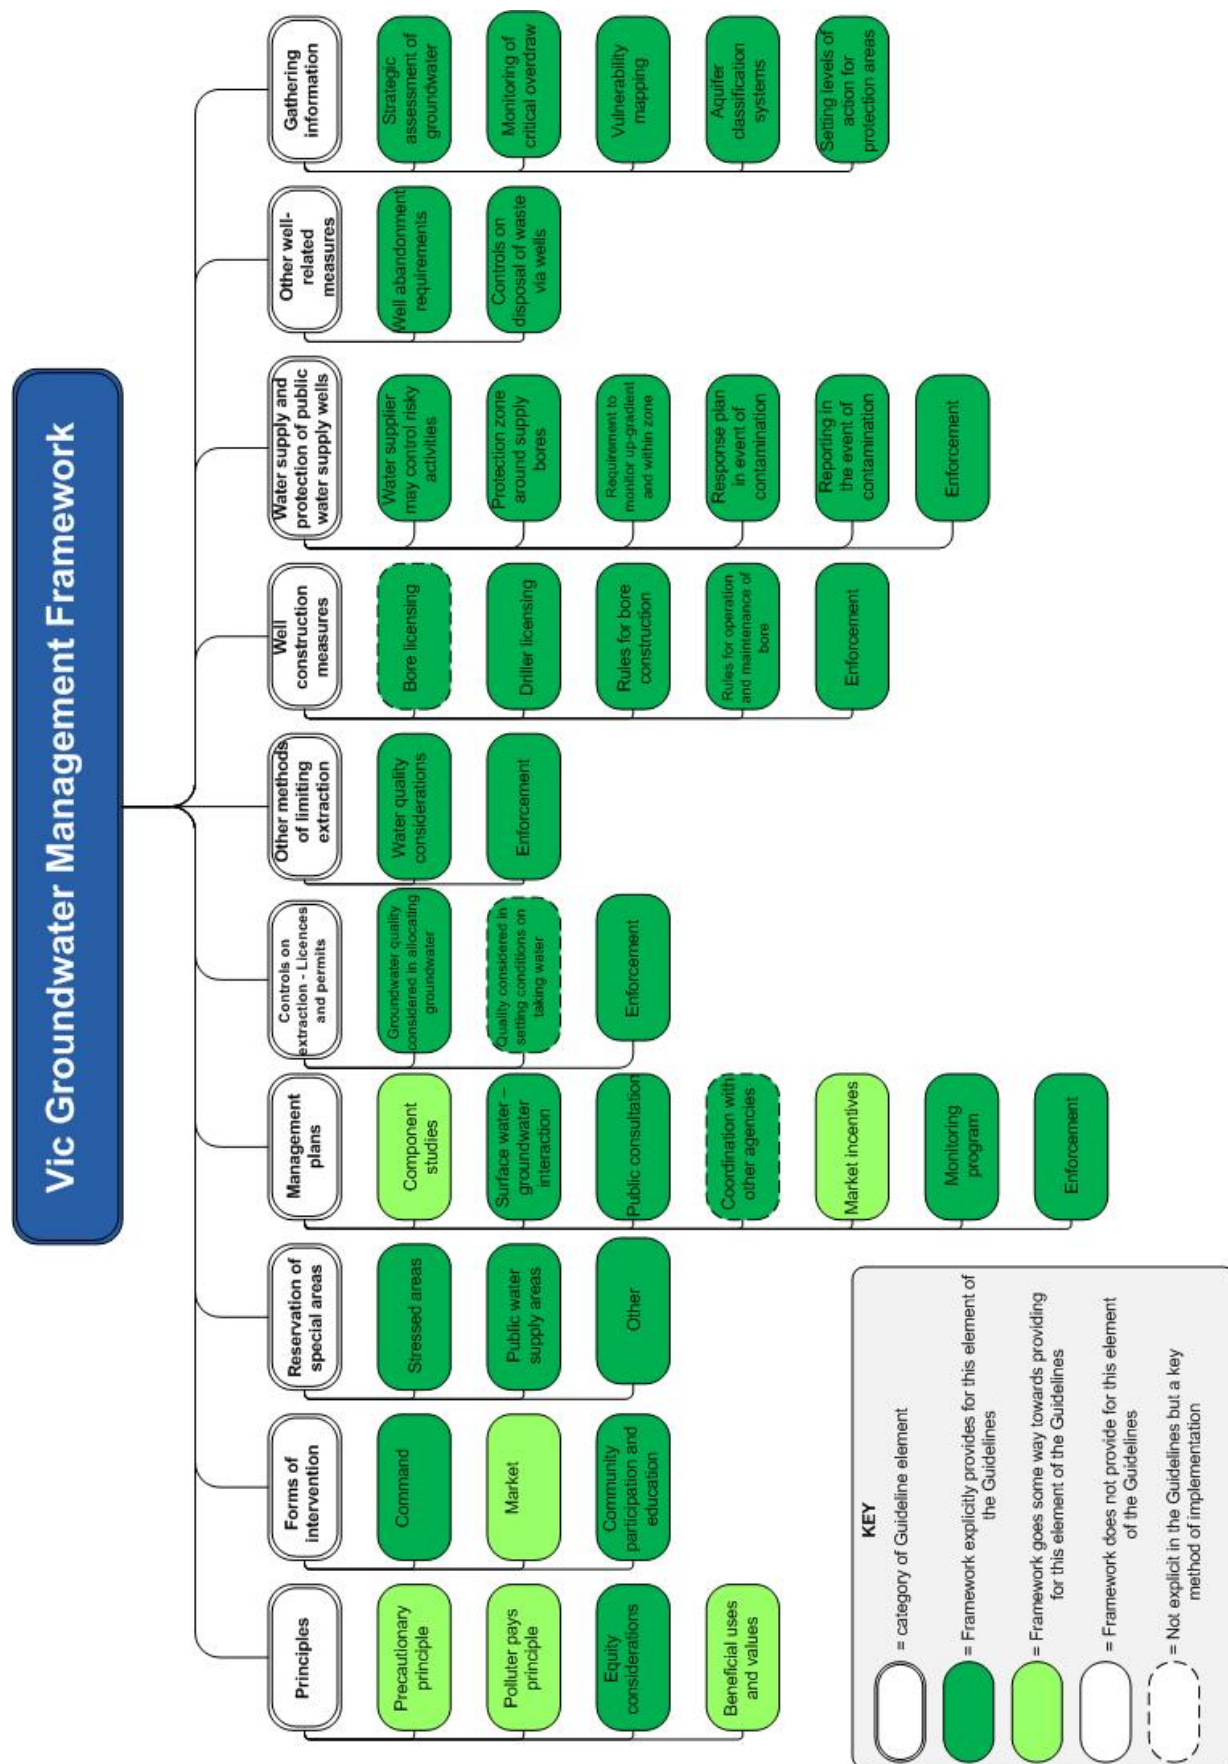 Vic Groundwater Management Framework
Principles
Precautionary
principle
Polluter pays
principle
Equity
considerations
Beneficial uses
and values
Forms of
intervention
Command
Market
Community
participation and
education
Reservation of
special areas
Stressed areas
Public water
supply areas
Other
Management
plans
Component
studies
Surface water –
groundwater
interaction
Public consultation
Coordination with
other agencies
Market incentives
Monitoring
program
Enforcement
Controls on
extraction - Licences
and permits
Groundwater quality
considered in allocating
groundwater
Quality considered in
setting conditions on
taking water
Enforcement
Other methods
of limiting
extraction
Water quality
considerations
Enforcement
Well
construction
measures
Bore licensing
Driller licensing
Rules for bore
construction
Rules for operation
and maintenance of
bore
Enforcement
Water supply and
protection of public
water supply wells
Water supplier
may control risky
activities
Protection zone
around supply
bores
Requirement to
monitor up-gradient
and within zone
Response plan
in event of
contamination
Reporting in
the event of
contamination
Enforcement
Other well-
related
measures
Well abandonment
requirements
Controls on
disposal of waste
via wells
Gathering
information
Strategic
assessment of
groundwater
Monitoring of
critical overdraw
Vulnerability
mapping
Aquifer
classification
systems
Setting levels of
action for
protection areas
KEY
= category of Guideline element
= Framework explicitly provides for this element of
the Guidelines
= Framework goes some way towards providing
for this element of the Guidelines
= Framework does not provide for this element
of the Guidelines
= Not explicit in the Guidelines but a key
method of implementation